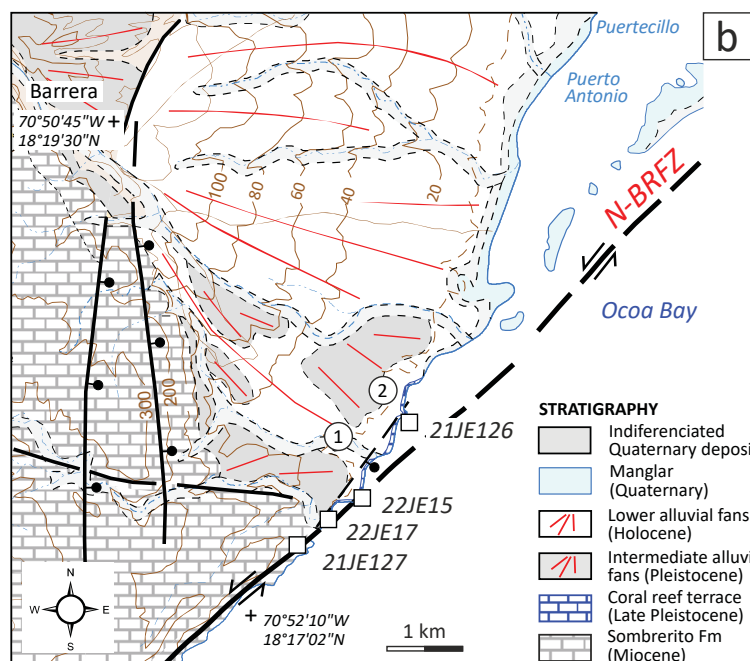 b
Puertecillo
Puerto
Antonio
Barrera
70°50'45"W
18°19'30"N
N-BRFZ
100
80
60
40
20
Ocoa Bay
300
200
2
1
21JE126
22JE15
22JE17
21JE127
70°52'10"W
18°17'02"N
1 km
N
W
E
S
STRATIGRAPHY
Indiferenciated
Quaternary deposi
Manglar
(Quaternary)
Lower alluvial fans
(Holocene)
Intermediate alluvi
fans (Pleistocene)
Coral reef terrace
(Late Pleistocene)
Sombrerito Fm
(Miocene)